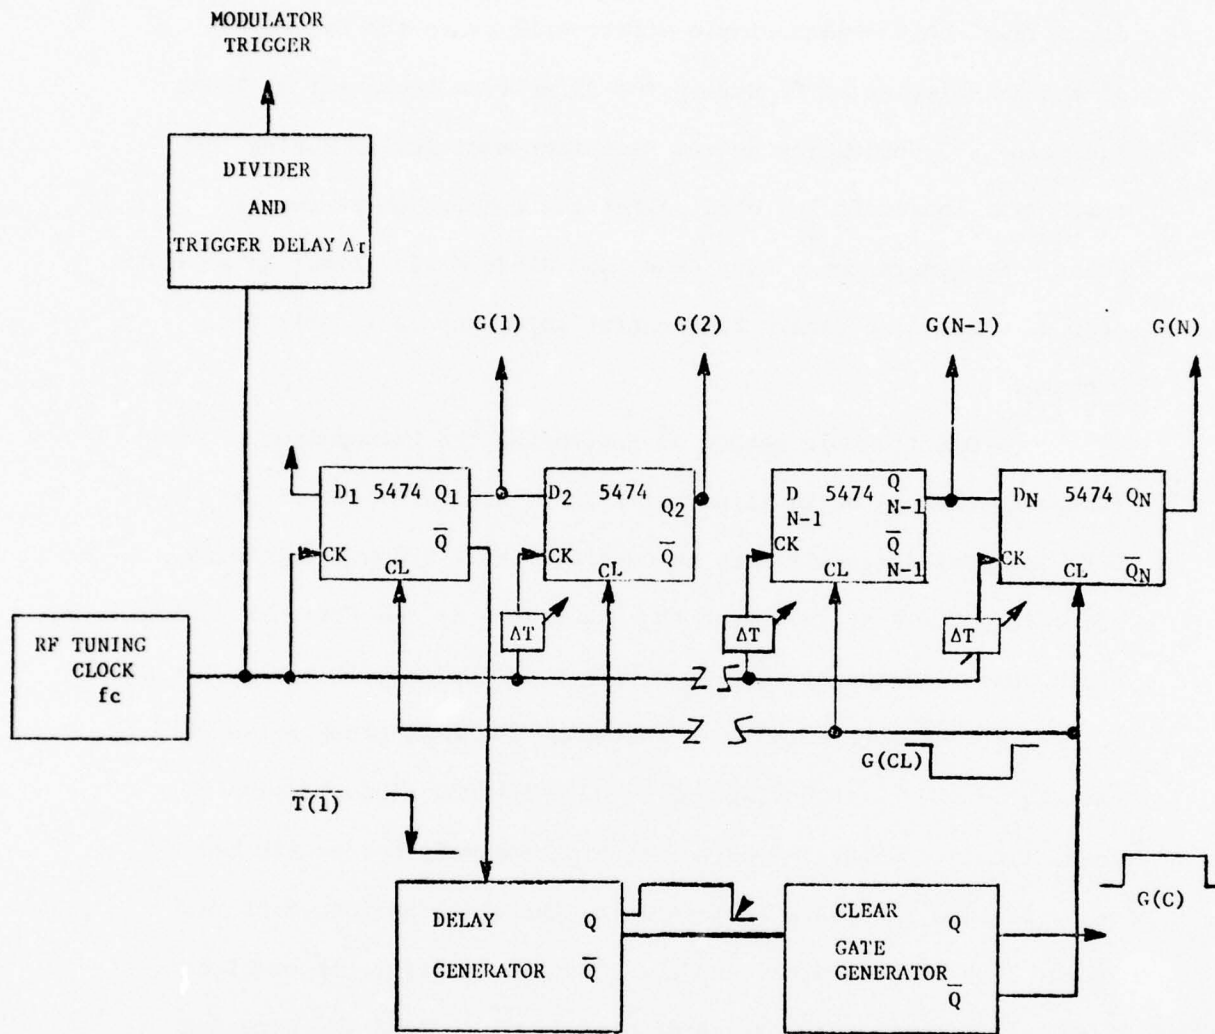 MODULATOR
TRIGGER
DIVIDER
AND
TRIGGER DELAY Δτ
G(1)
G(2)
G(N-1)
G(N)
D1 5474 Q1
Q̅
CK
CL
D2 5474
Q2
Q̅
CK
CL
D 5474 Q
N-1 N-1
CK
Q̅
N-1
CL
DN 5474 QN
CK
Q̅N
CL
ΔT
ΔT
ΔT
RF TUNING
CLOCK
fc
G(CL)
T(1)̅
DELAY Q
GENERATOR Q̅
CLEAR Q
GATE
GENERATOR
Q̅
G(C)